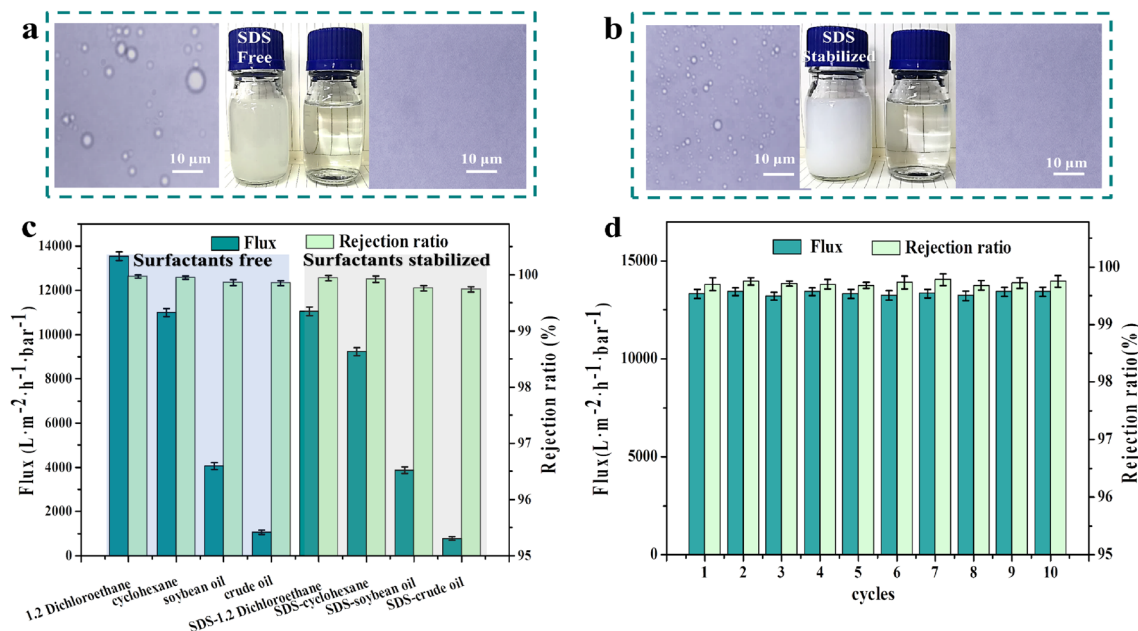 a
SDS
Free
10 µm
10 µm
b
SDS
Stabilized
10 µm
10 µm
c
Flux
Rejection ratio
Surfactants free
Surfactants stabilized
14000
12000
10000
8000
6000
4000
2000
0
Flux (L·m⁻²·h⁻¹·bar⁻¹)
100
99
98
97
96
95
Rejection ratio (%)
1,2 Dichloroethane
cyclohexane
soybean oil
crude oil
SDS-1.2 Dichloroethane
SDS-cyclohexane
SDS-soybean oil
SDS-crude oil
d
Flux
Rejection ratio
15000
10000
5000
0
Flux(L·m⁻²·h⁻¹·bar⁻¹)
100
99
98
97
96
95
Rejection ratio(%)
1 2 3 4 5 6 7 8 9 10
cycles